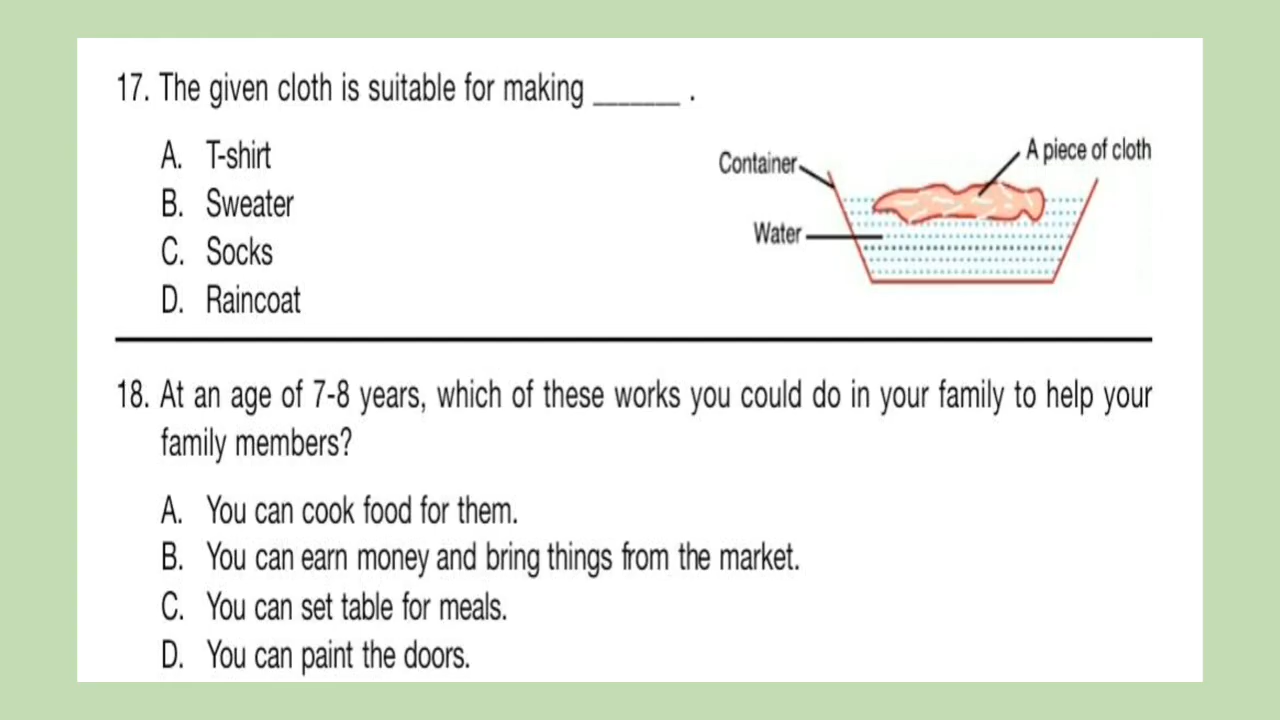 17. The given cloth is suitable for making ______ .
A. T-shirt
B. Sweater
C. Socks
D. Raincoat
Container
A piece of cloth
Water
18. At an age of 7-8 years, which of these works you could do in your family to help your
family members?
A. You can cook food for them.
B. You can earn money and bring things from the market.
C. You can set table for meals.
D. You can paint the doors.